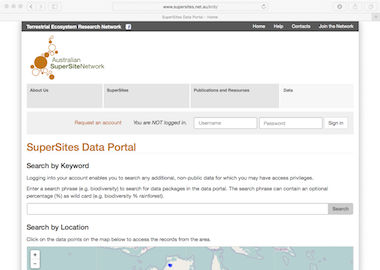 www.supersites.net.au/knb/
SuperSites Data Portal - Home
Terrestrial Ecosystem Research Network
Home Help Contacts Join the Network
Australian
SuperSiteNetwork
About Us SuperSites Publications and Resources Data
Request an account You are NOT logged in. Username Password Sign in
SuperSites Data Portal
Search by Keyword
Logging into your account enables you to search any additional, non-public data for which you may have access privileges.
Enter a search phrase (e.g. biodiversity) to search for data packages in the data portal. The search phrase can contain an optional
percentage (%) as wild card (e.g. biodiversity % rainforest).
Search
Search by Location
Click on the data points on the map below to access the records from the area.
+